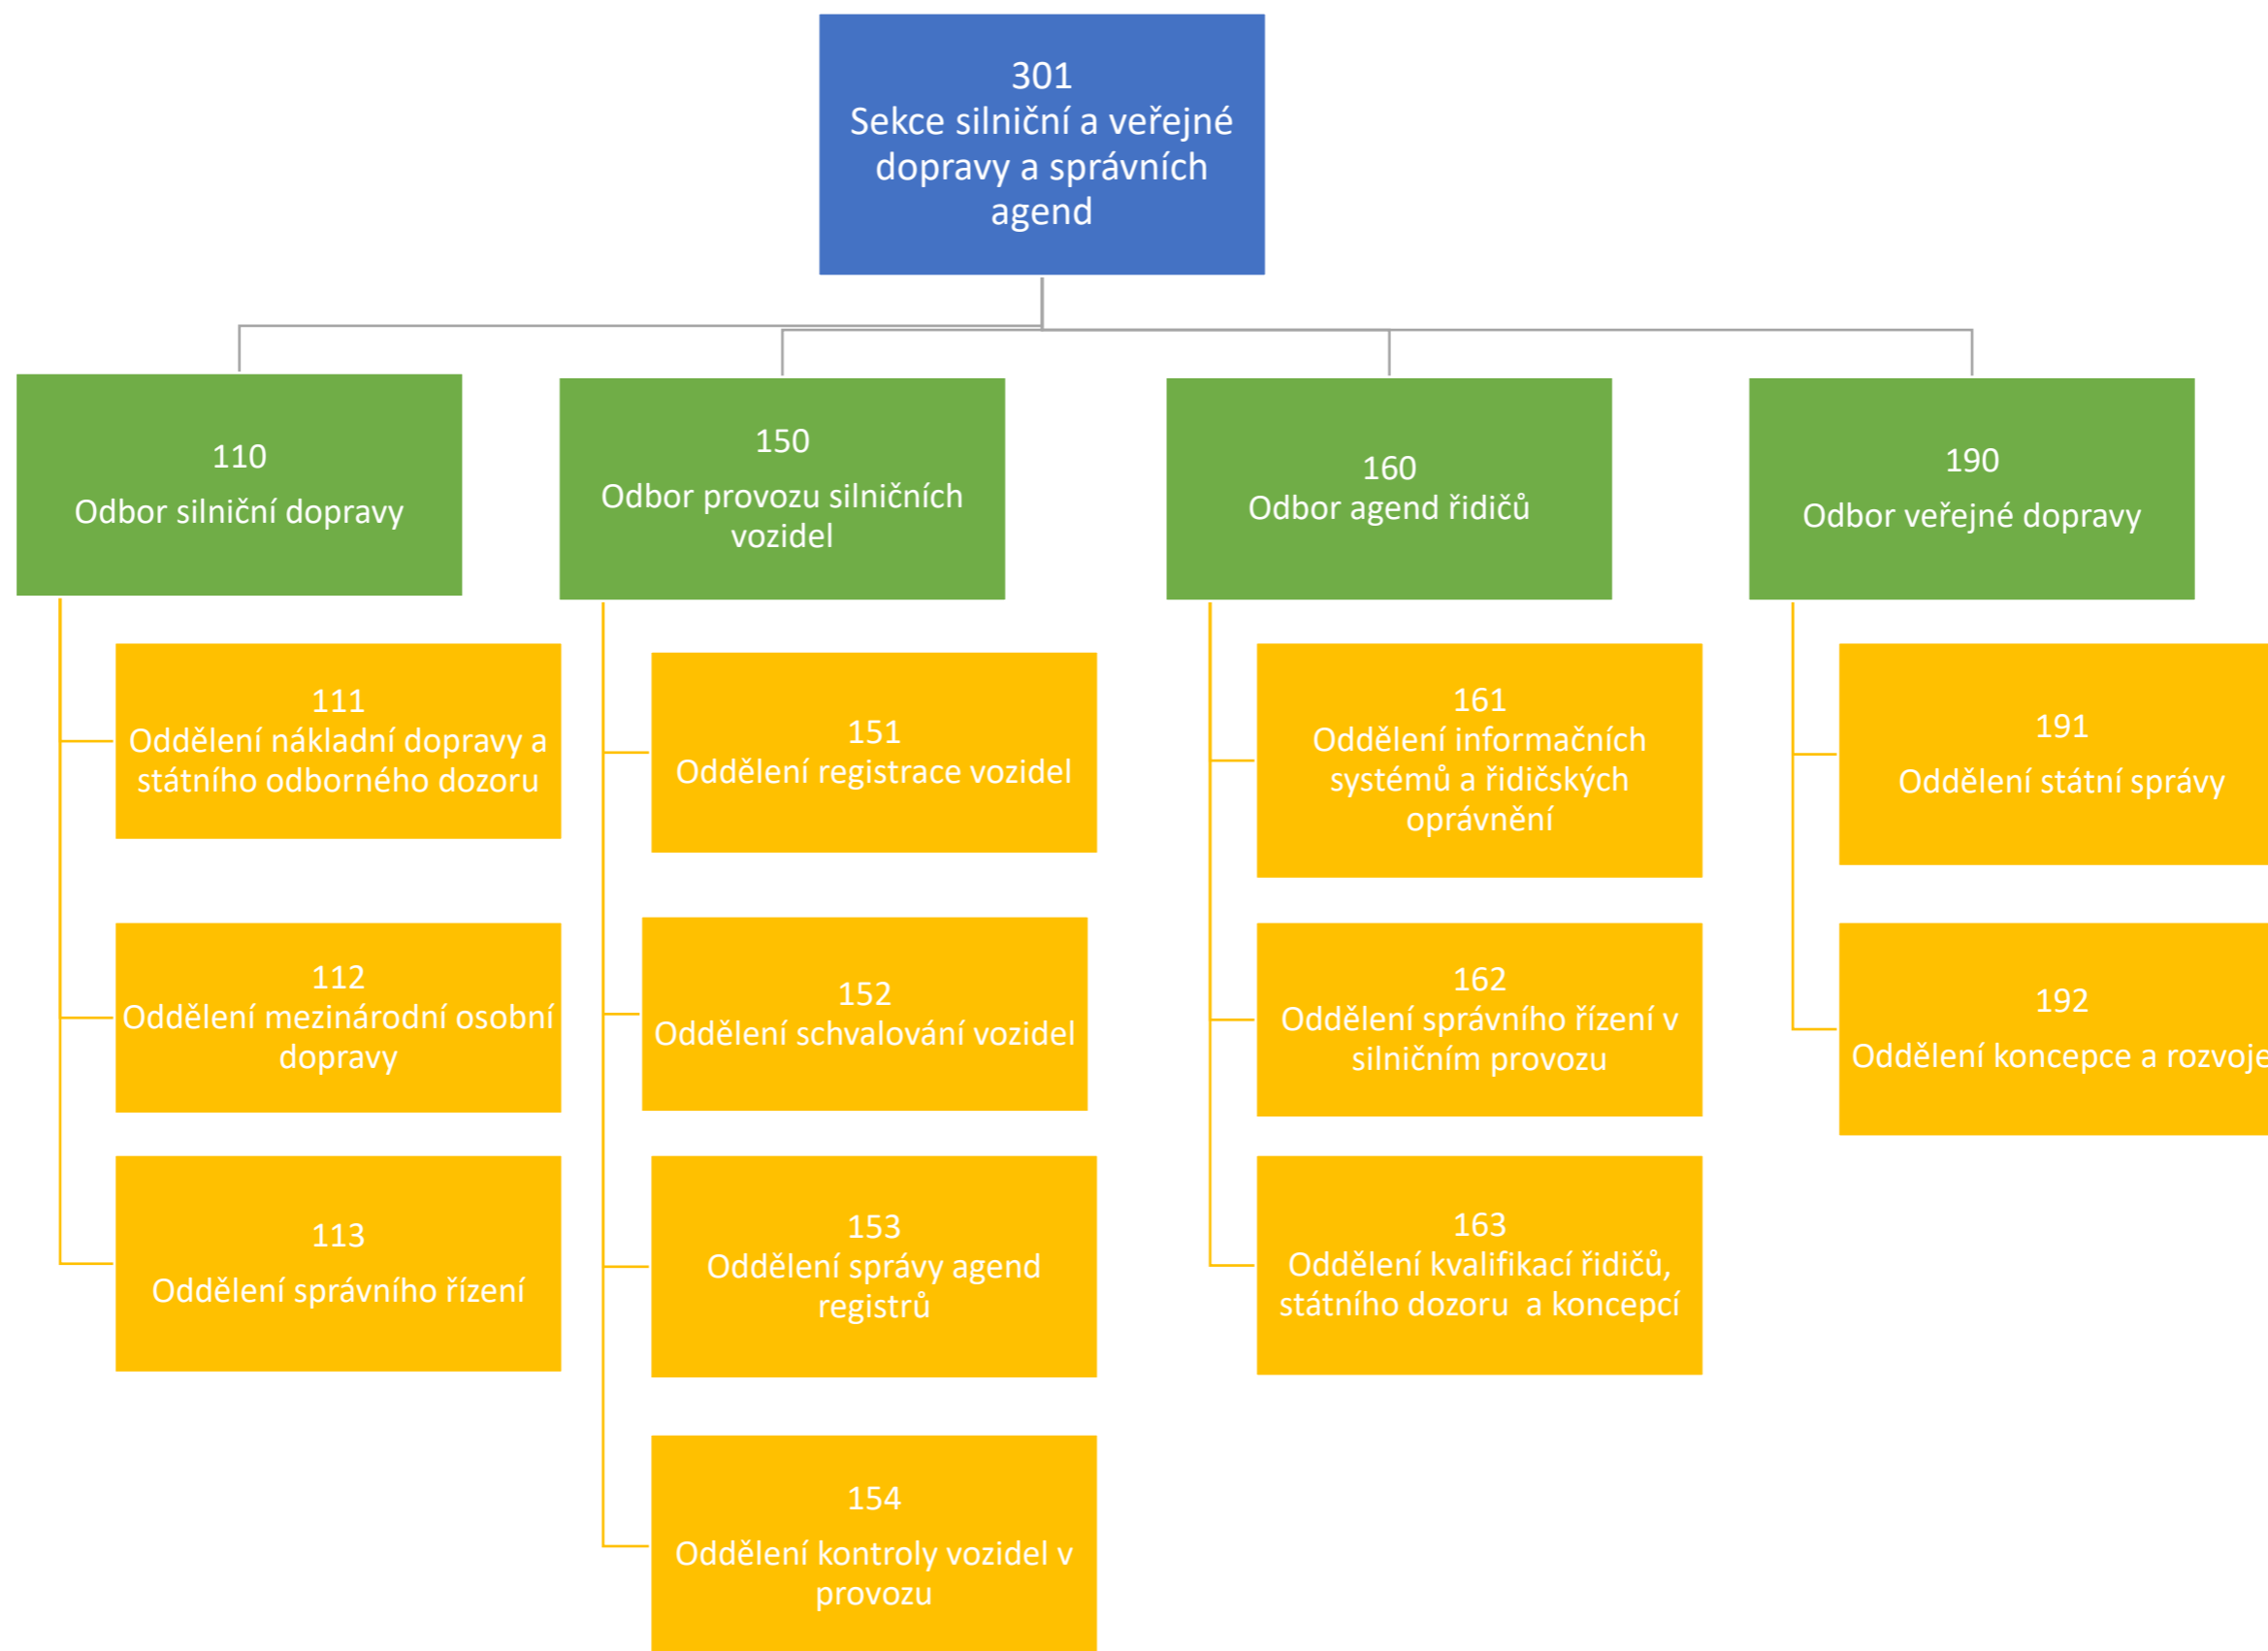 301
Sekce silniční a veřejné
dopravy a správních
agend
110
Odbor silniční dopravy
150
Odbor provozu silničních
vozidel
160
Odbor agend řidičů
190
Odbor veřejné dopravy
111
Oddělení nákladní dopravy a
státního odborného dozoru
112
Oddělení mezinárodní osobní
dopravy
113
Oddělení správního řízení
151
Oddělení registrace vozidel
152
Oddělení schvalování vozidel
153
Oddělení správy agend
registrů
154
Oddělení kontroly vozidel v
provozu
161
Oddělení informačních
systémů a řidičských
oprávnění
162
Oddělení správního řízení v
silničním provozu
163
Oddělení kvalifikací řidičů,
státního dozoru  a koncepcí
191
Oddělení státní správy
192
Oddělení koncepce a rozvoje